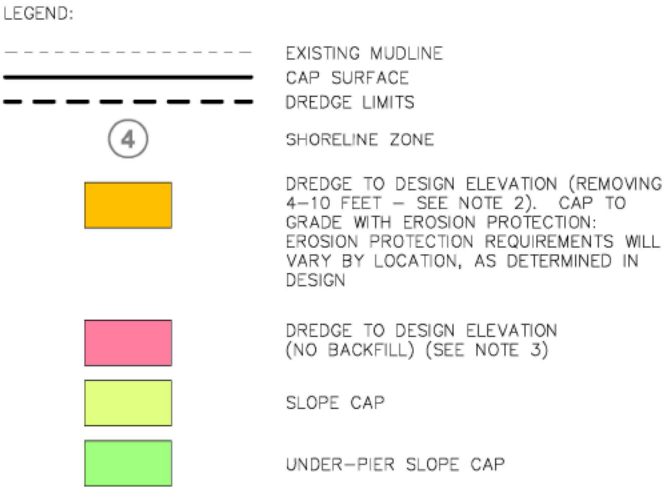 LEGEND:
EXISTING MUDLINE
CAP SURFACE
DREDGE LIMITS
4
SHORELINE ZONE
DREDGE TO DESIGN ELEVATION (REMOVING
4–10 FEET – SEE NOTE 2). CAP TO
GRADE WITH EROSION PROTECTION:
EROSION PROTECTION REQUIREMENTS WILL
VARY BY LOCATION, AS DETERMINED IN
DESIGN
DREDGE TO DESIGN ELEVATION
(NO BACKFILL) (SEE NOTE 3)
SLOPE CAP
UNDER–PIER SLOPE CAP